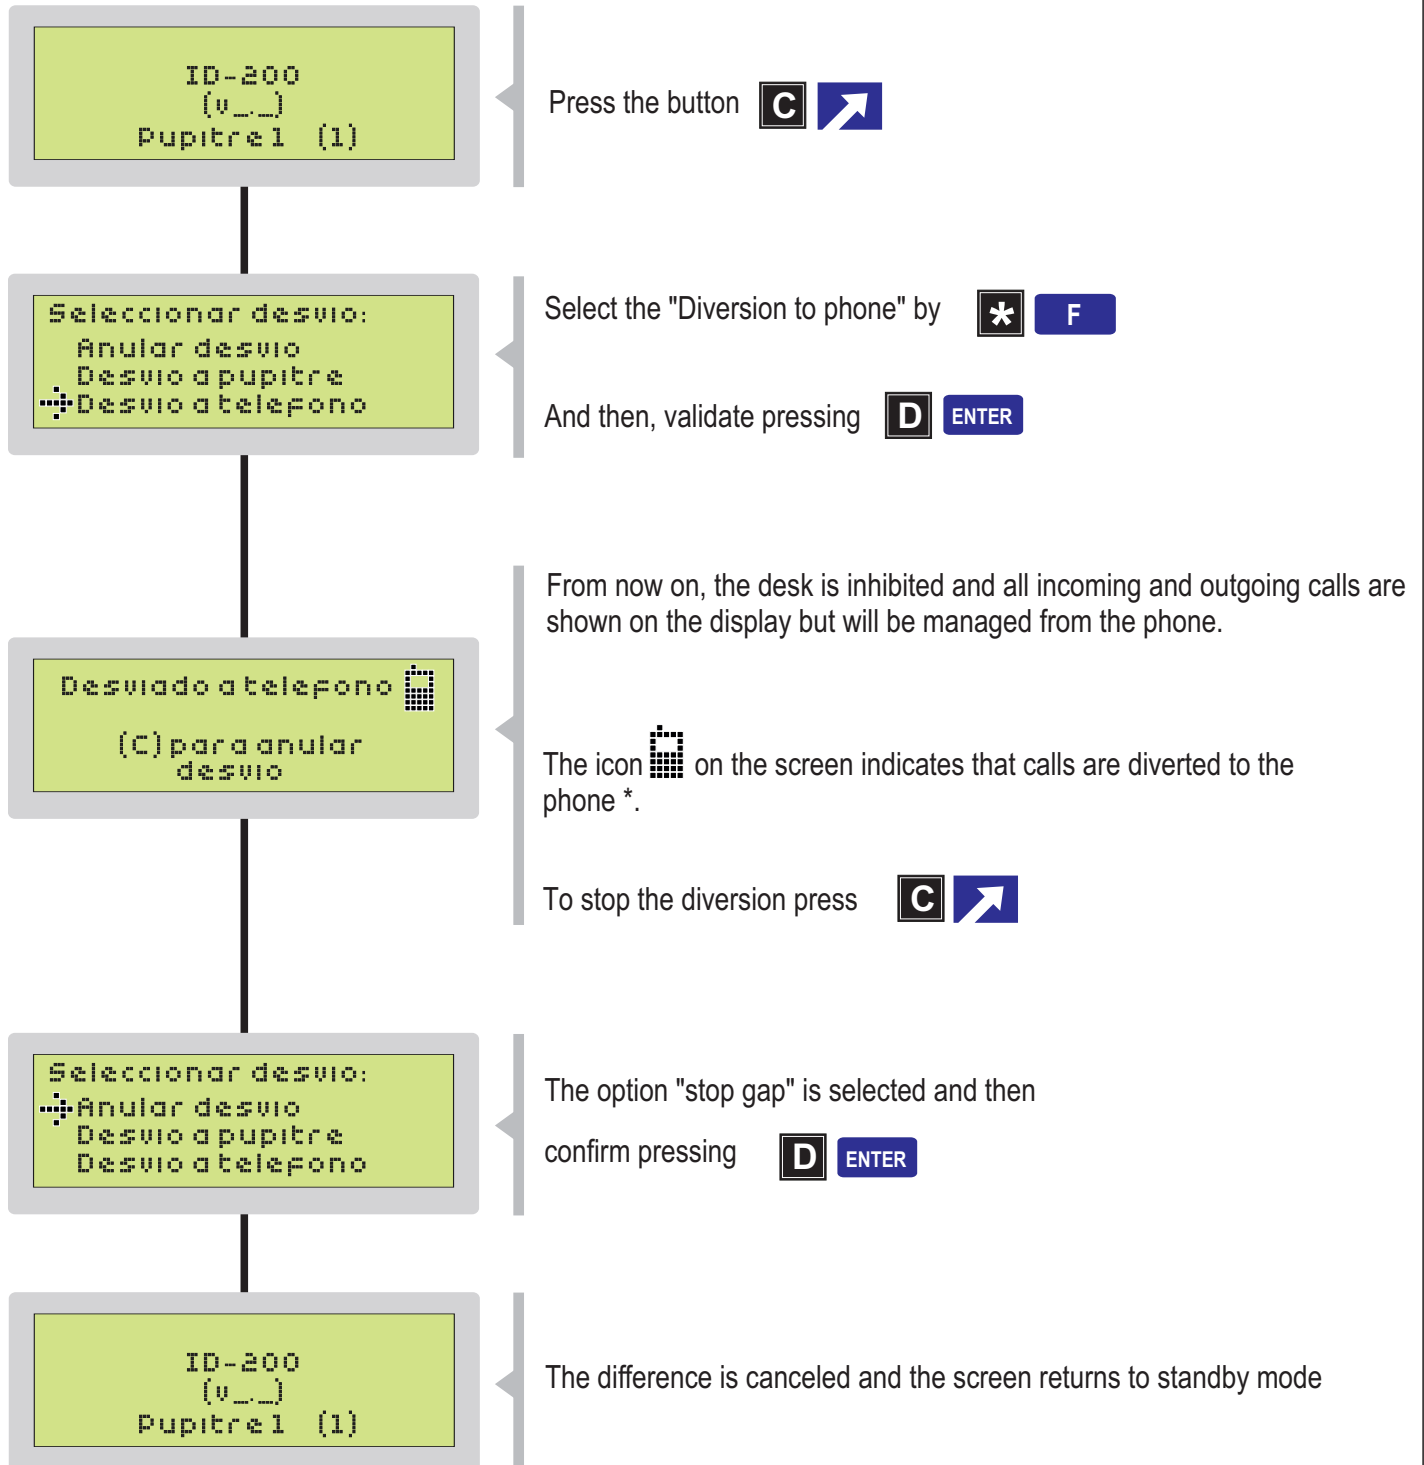 ID-200
(v_._)
Pupitre1 (1)
Press the button C
Seleccionar desvio:
Anular desvio
Desvio a pupitre
Desvio a telefono
Select the "Diversion to phone" by * F
And then, validate pressing D ENTER
From now on, the desk is inhibited and all incoming and outgoing calls are
shown on the display but will be managed from the phone.
Desviado a telefono
(C) para anular
desvio
The icon on the screen indicates that calls are diverted to the
phone *.
To stop the diversion press C
Seleccionar desvio:
Anular desvio
Desvio a pupitre
Desvio a telefono
The option "stop gap" is selected and then
confirm pressing D ENTER
ID-200
(v_._)
Pupitre1 (1)
The difference is canceled and the screen returns to standby mode